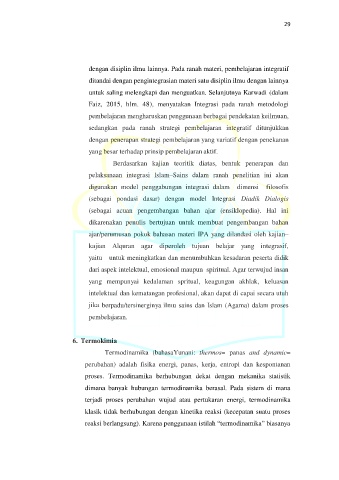 29
dengan disiplin ilmu lainnya. Pada ranah materi, pembelajaran integratif
ditandai dengan pengintegrasian materi satu disiplin ilmu dengan lainnya
untuk saling melengkapi dan menguatkan. Selanjutnya Karwadi (dalam
Faiz, 2015, hlm. 48), menyatakan Integrasi pada ranah metodologi
pembelajaran mengharuskan penggunaan berbagai pendekatan keilmuan,
sedangkan pada ranah strategi pembelajaran integratif ditunjukkan
dengan penerapan strategi pembelajaran yang variatif dengan penekanan
yang besar terhadap prinsip pembelajaran aktif.
Berdasarkan kajian teoritik diatas, bentuk penerapan dan
pelaksanaan integrasi Islam–Sains dalam ranah penelitian ini akan
digunakan model penggabungan integrasi dalam dimensi filosofis
(sebagai pondasi dasar) dengan model Integrasi Diadik Dialogis
(sebagai acuan pengembangan bahan ajar (ensiklopedia). Hal ini
dikarenakan penulis bertujuan untuk membuat pengembangan bahan
ajar/perumusan pokok bahasan materi IPA yang dilandasi oleh kajian–
kajian Alquran agar diperoleh tujuan belajar yang integrasif,
yaitu untuk meningkatkan dan menumbuhkan kesadaran peserta didik
dari aspek intelektual, emosional maupun spiritual. Agar terwujud insan
yang mempunyai kedalaman spritual, keagungan akhlak, keluasan
intelektual dan kematangan profesional, akan dapat di capai secara utuh
jika berpadu/tersinerginya ilmu sains dan Islam (Agama) dalam proses
pembelajaran.
6. Termokimia
Termodinamika (bahasaYunani: thermos= panas and dynamic=
perubahan) adalah fisika energi, panas, kerja, entropi dan kespontanan
proses. Termodinamika berhubungan dekat dengan mekanika statistik
dimana banyak hubungan termodinamika berasal. Pada sistem di mana
terjadi proses perubahan wujud atau pertukaran energi, termodinamika
klasik tidak berhubungan dengan kinetika reaksi (kecepatan suatu proses
reaksi berlangsung). Karena penggunaan istilah “termodinamika” biasanya